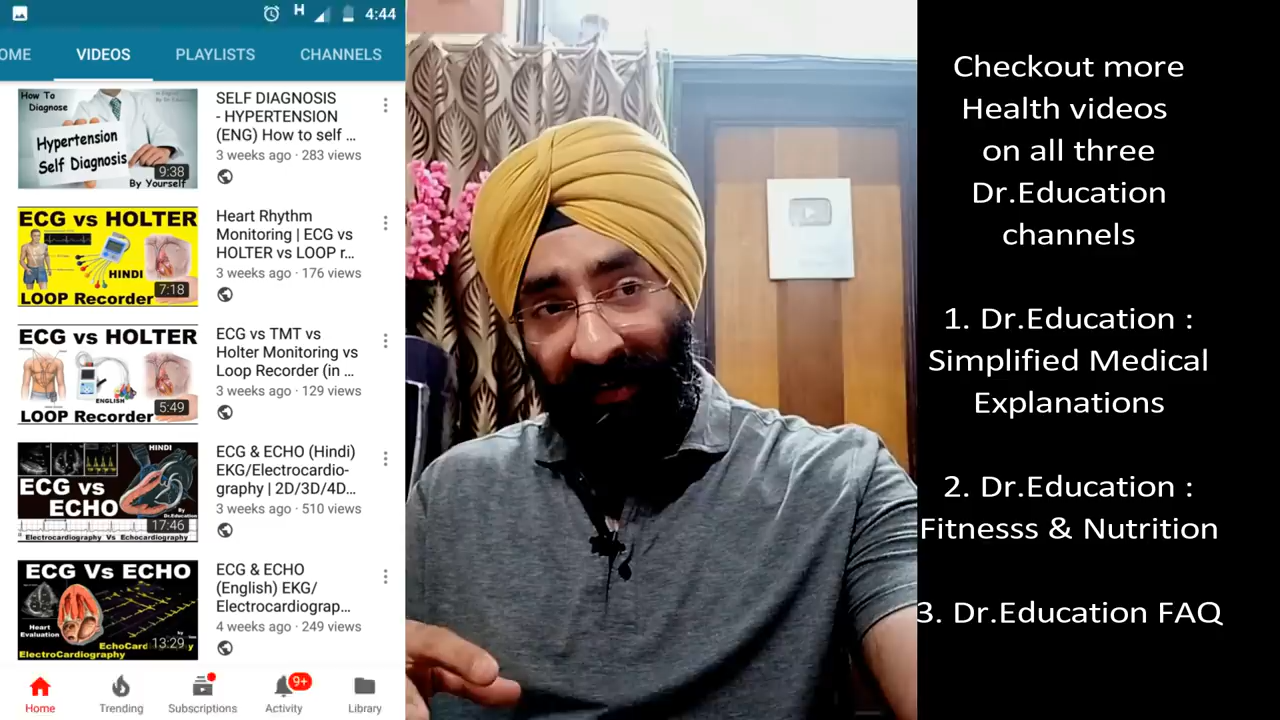 H 4:44
OME VIDEOS PLAYLISTS CHANNELS
How To
Diagnose
Hypertension
Self Diagnosis
9:38
By Yourself
SELF DIAGNOSIS
- HYPERTENSION
(ENG) How to self ...
3 weeks ago · 283 views
ECG vs HOLTER
HINDI
7:18
LOOP Recorder
Heart Rhythm
Monitoring | ECG vs
HOLTER vs LOOP r...
3 weeks ago · 176 views
ECG vs HOLTER
ENGLISH
5:49
LOOP Recorder
ECG vs TMT vs
Holter Monitoring vs
Loop Recorder (in ...
3 weeks ago · 129 views
HINDI
ECG vs
ECHO
By
Dr.Education
17:46
Electrocardiography Vs Echocardiography
ECG & ECHO (Hindi)
EKG/Electrocardio-
graphy | 2D/3D/4D...
3 weeks ago · 510 views
ECG Vs ECHO
Heart
Evaluation
by
13:29
EchoCard
ElectroCardiography
ECG & ECHO
(English) EKG/
Electrocardiograp...
4 weeks ago · 249 views
9+
Home Trending Subscriptions Activity Library
Checkout more
Health videos
on all three
Dr.Education
channels
1. Dr.Education :
Simplified Medical
Explanations
2. Dr.Education :
Fitnesss & Nutrition
3. Dr.Education FAQ